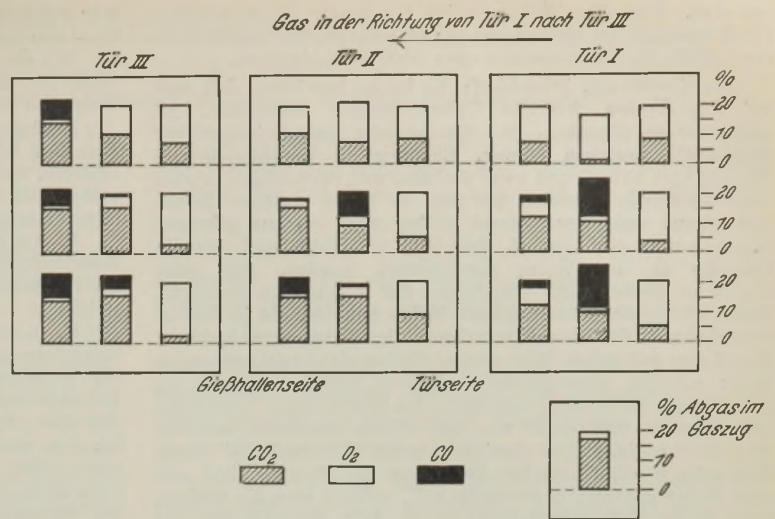 Gas in der Richtung von Tür I nach Tür III
Tür III Tür II Tür I
%
20
10
0
20
10
0
20
10
0
Gießhallenseite Türseite
% Abgas im
Gaszug
20
10
0
CO₂ O₂ CO